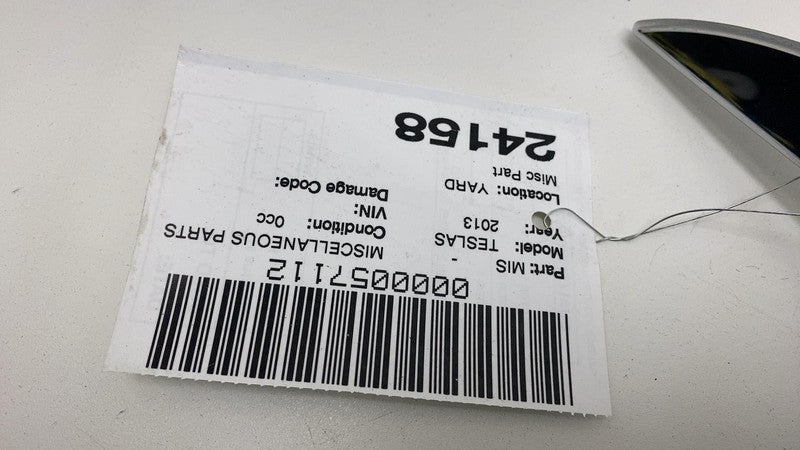 0000057112
Part: MIS - MISCELLANEOUS PARTS
Model: TESLAS Condition: 0cc
Year: 2013 VIN:
Location: YARD Damage Code:
Misc Part
24158